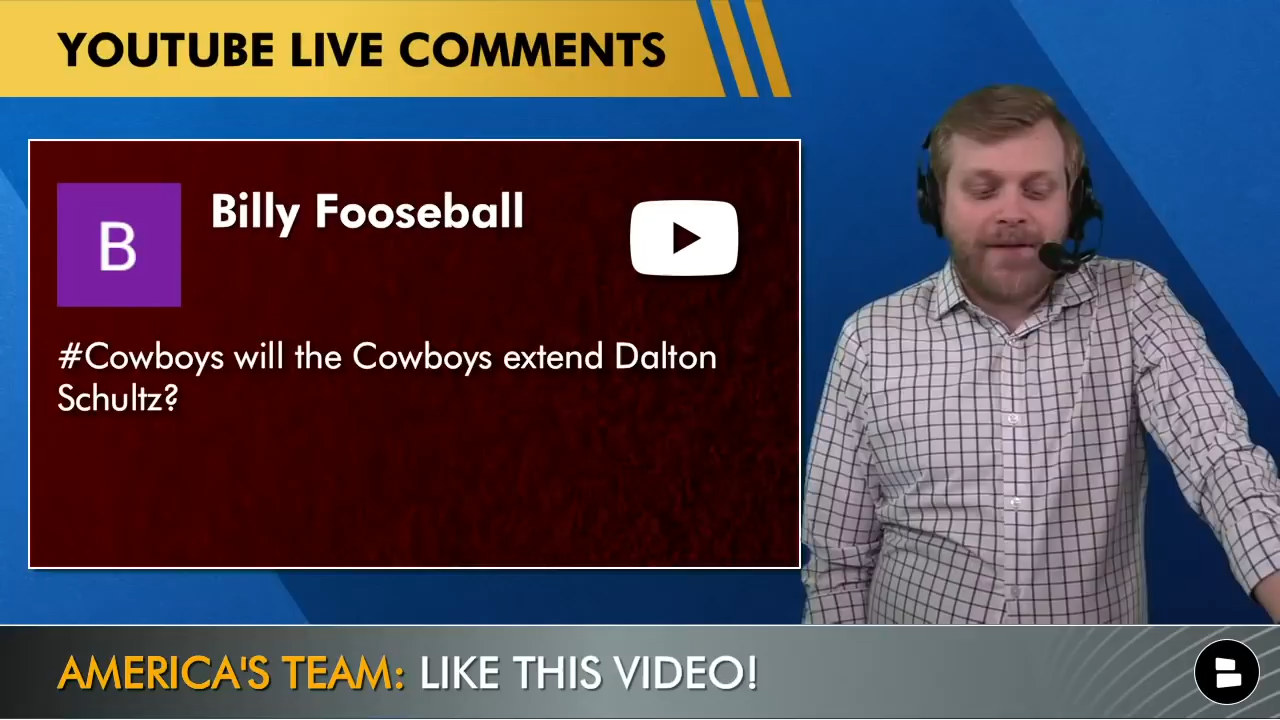 YOUTUBE LIVE COMMENTS
B
Billy Fooseball
#Cowboys will the Cowboys extend Dalton
Schultz?
AMERICA'S TEAM: LIKE THIS VIDEO!